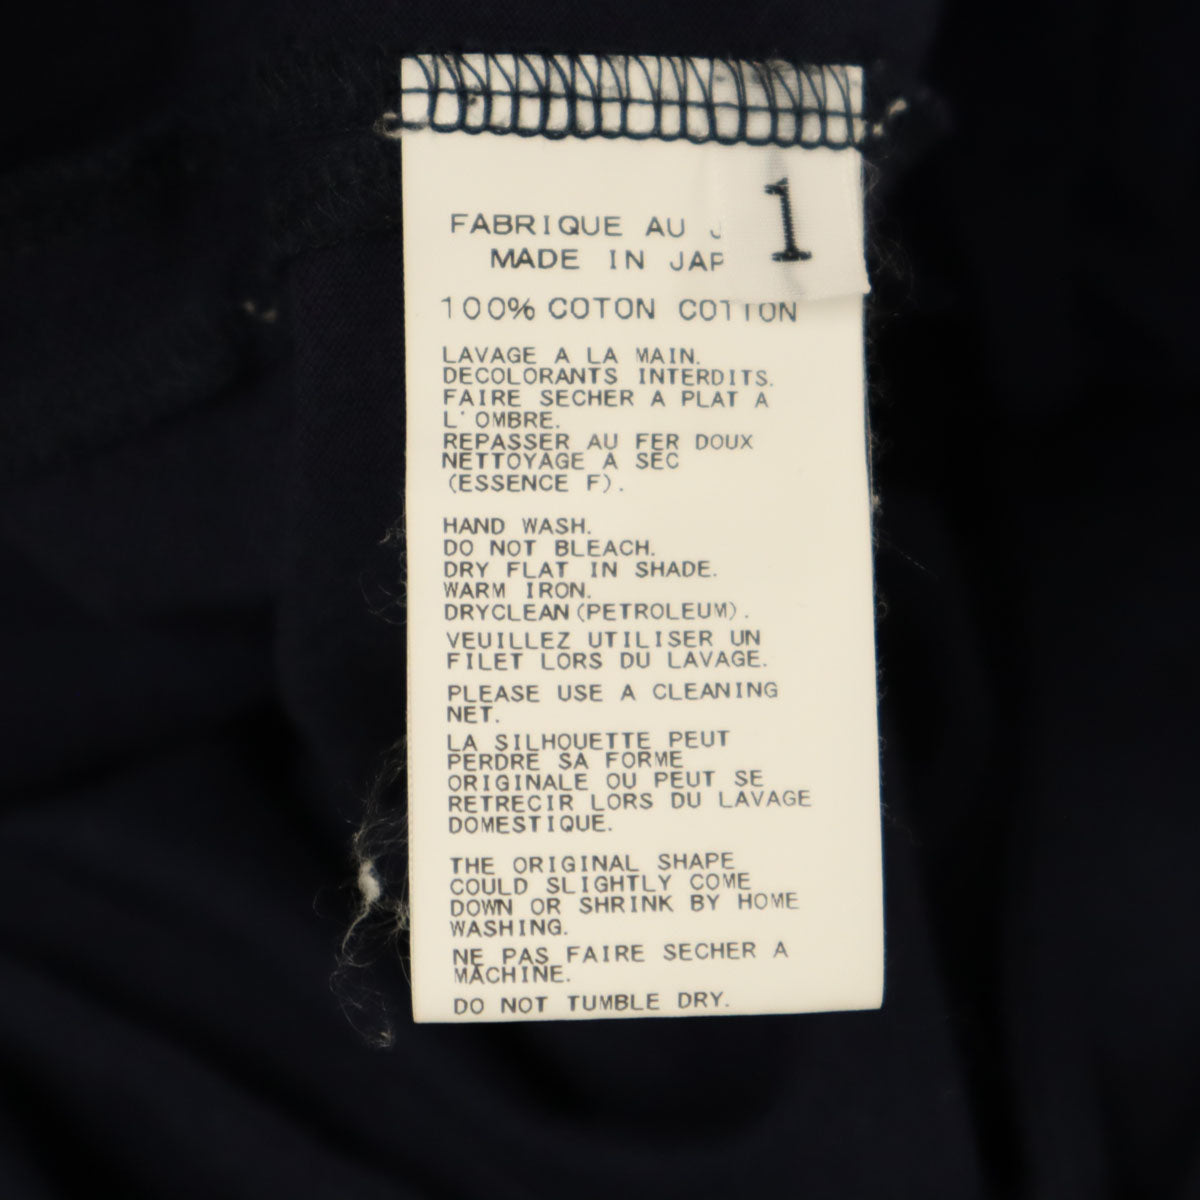 1
FABRIQUE AU
MADE IN
100% COTON COTTON
LAVAGE A LA MAIN.
DECOLORANTS INTERDITS.
FAIRE SECHER A PLAT A
L'OMBRE.
REPASSER AU FER DOUX
NETTOYAGE A SEC
(ESSENCE F).
HAND WASH.
DO NOT BLEACH.
DRY FLAT IN SHADE.
WARM IRON.
DRYCLEAN(PETROLEUM).
VEUILLEZ UTILISER UN
FILET LORS DU LAVAGE.
PLEASE USE A CLEANING
NET.
LA SILHOUETTE PEUT
PERDRE SA FORME
ORIGINALE OU PEUT SE
RETRECIR LORS DU LAVAGE
DOMESTIQUE.
THE ORIGINAL SHAPE
COULD SLIGHTLY COME
DOWN OR SHRINK BY HOME
WASHING.
NE PAS FAIRE SECHER A
MACHINE.
DO NOT TUMBLE DRY.